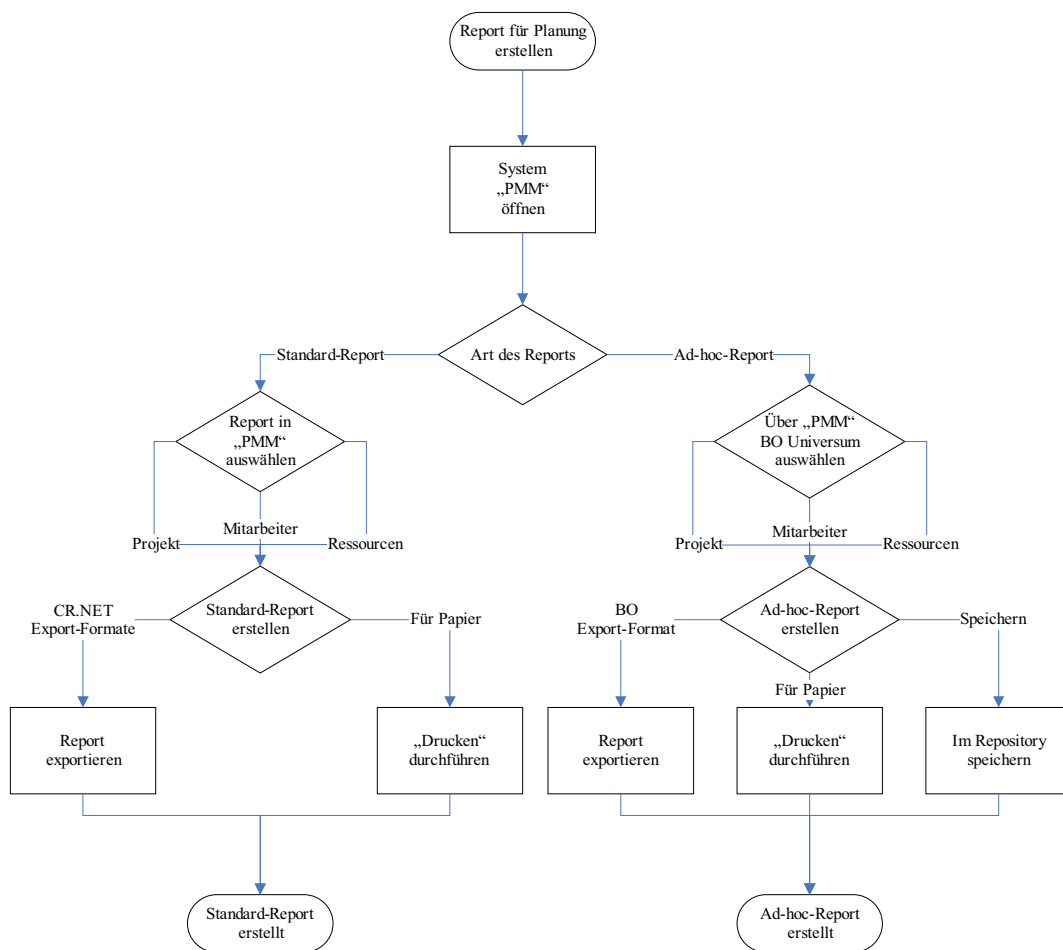 Report für Planung
erstellen
System
„PMM“
öffnen
Art des Reports
Standard-Report
Ad-hoc-Report
Report in
„PMM“
auswählen
Über „PMM“
BO Universum
auswählen
Mitarbeiter
Projekt
Ressourcen
Mitarbeiter
Projekt
Ressourcen
CR.NET
Export-Formate
Standard-Report
erstellen
Für Papier
BO
Export-Format
Ad-hoc-Report
erstellen
Speichern
Für Papier
Report
exportieren
„Drucken“
durchführen
Report
exportieren
„Drucken“
durchführen
Im Repository
speichern
Standard-Report
erstellt
Ad-hoc-Report
erstellt